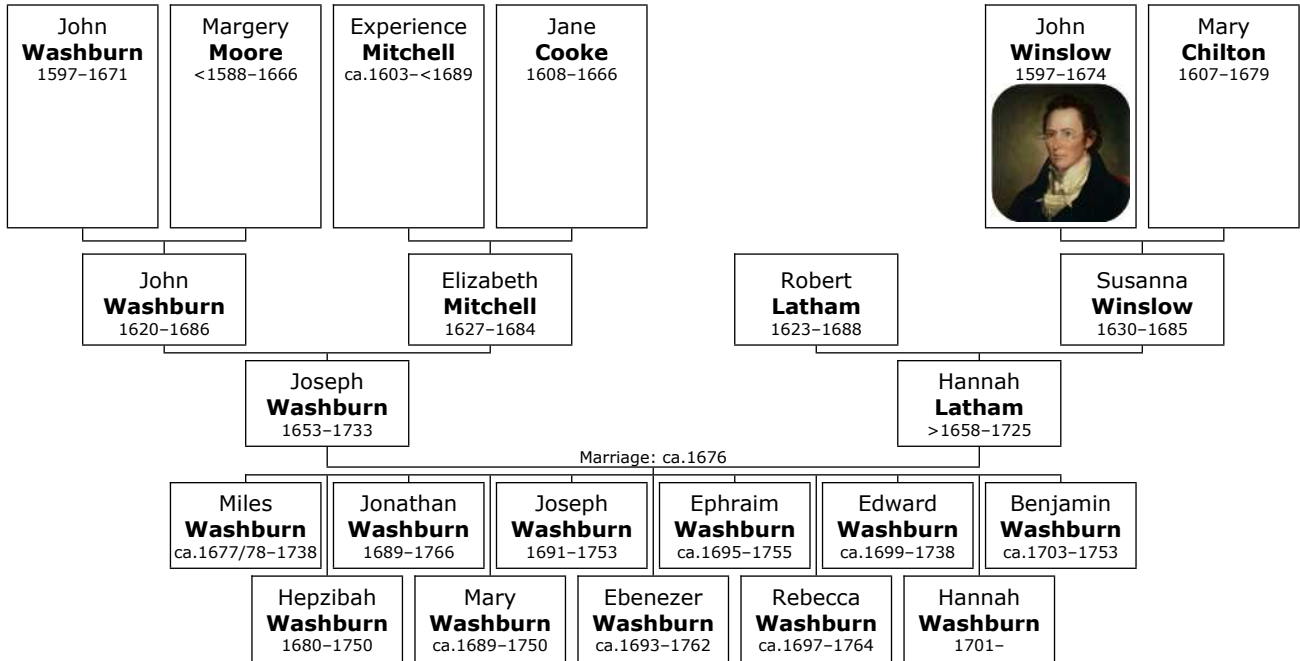 John
Washburn
1597–1671
Margery
Moore
<1588–1666
Experience
Mitchell
ca.1603–<1689
Jane
Cooke
1608–1666
John
Winslow
1597–1674
Mary
Chilton
1607–1679
John
Washburn
1620–1686
Elizabeth
Mitchell
1627–1684
Robert
Latham
1623–1688
Susanna
Winslow
1630–1685
Joseph
Washburn
1653–1733
Hannah
Latham
>1658–1725
Marriage: ca.1676
Miles
Washburn
ca.1677/78–1738
Jonathan
Washburn
1689–1766
Joseph
Washburn
1691–1753
Ephraim
Washburn
ca.1695–1755
Edward
Washburn
ca.1699–1738
Benjamin
Washburn
ca.1703–1753
Hepzibah
Washburn
1680–1750
Mary
Washburn
ca.1689–1750
Ebenezer
Washburn
ca.1693–1762
Rebecca
Washburn
ca.1697–1764
Hannah
Washburn
1701–